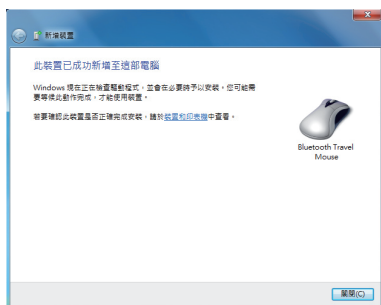 新增裝置
此裝置已成功新增至這部電腦
Windows 現在正在檢查驅動程式，並會在必要時予以安裝。您可能需
要等候此動作完成，才能使用裝置。
若要確認此裝置是否正確完成安裝，請於裝置和印表機中查看。
Bluetooth Travel
Mouse
關閉(C)